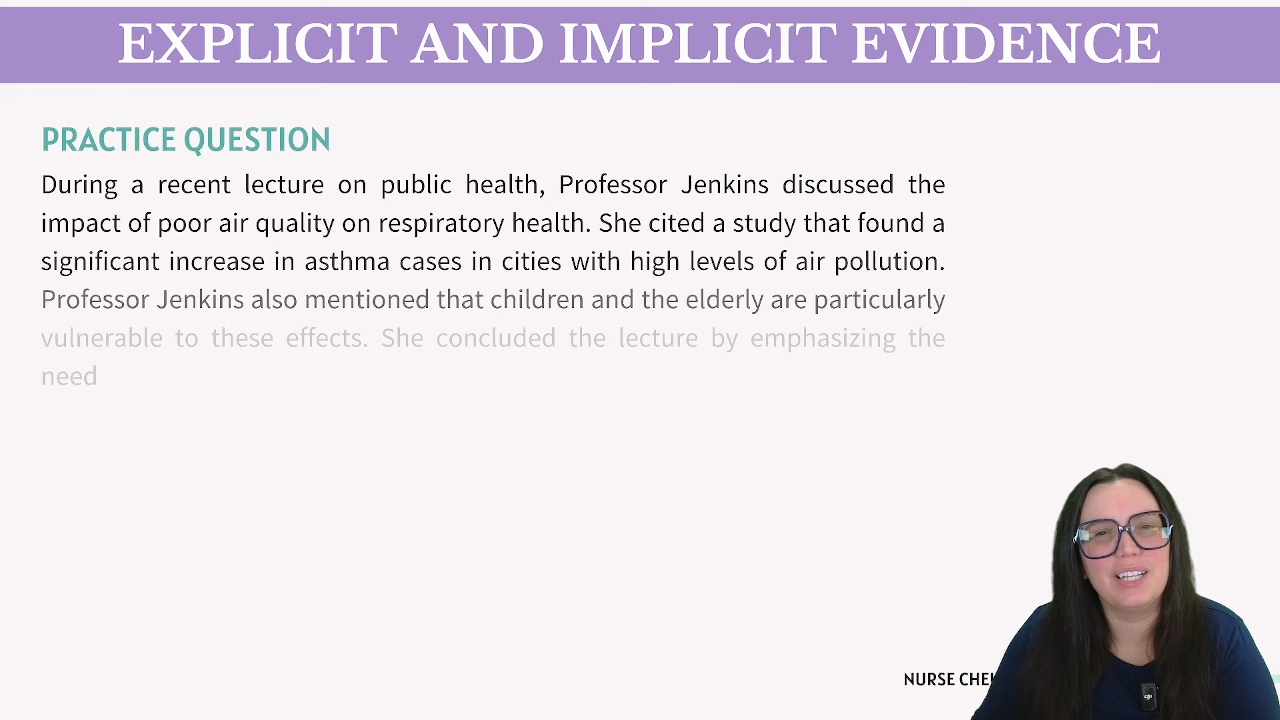 EXPLICIT AND IMPLICIT EVIDENCE
PRACTICE QUESTION
During a recent lecture on public health, Professor Jenkins discussed the
impact of poor air quality on respiratory health. She cited a study that found a
significant increase in asthma cases in cities with high levels of air pollution.
Professor Jenkins also mentioned that children and the elderly are particularly
vulnerable to these effects. She concluded the lecture by emphasizing the
need
NURSE